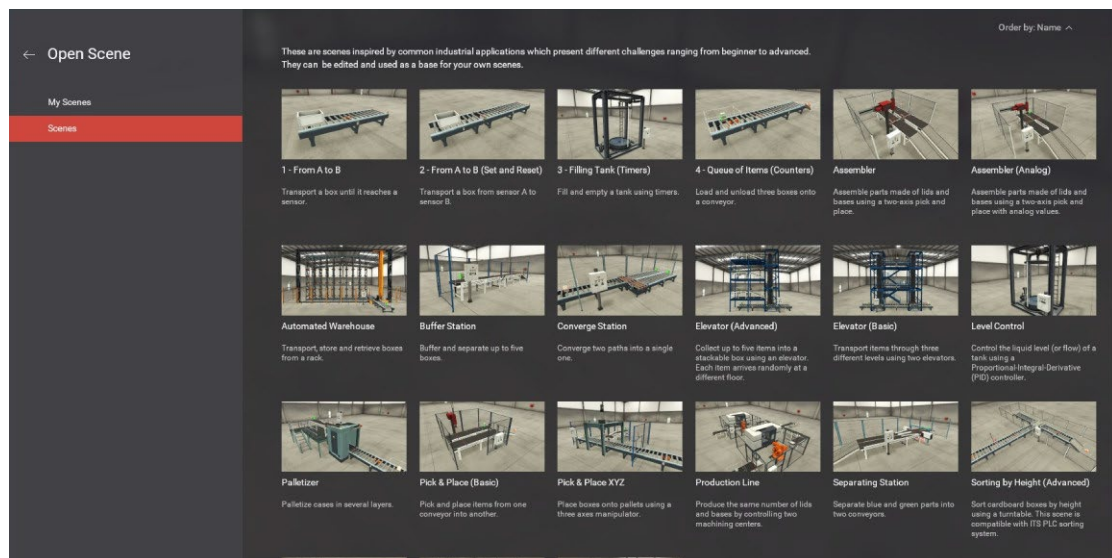 Order by: Name
← Open Scene
These are scenes inspired by common industrial applications which present different challenges ranging from beginner to advanced.
They can be edited and used as a base for your own scenes.
My Scenes
Scenes
1 - From A to B
Transport a box until it reaches a
sensor.
2 - From A to B (Set and Reset)
Transport a box from sensor A to
sensor B.
3 - Filling Tank (Timers)
Fill and empty a tank using timers.
4 - Queue of Items (Counters)
Load and unload three boxes onto
a conveyor.
Assembler
Assemble parts made of lids and
bases using a two-axis pick and
place.
Assembler (Analog)
Assemble parts made of lids and
bases using a two-axis pick and
place with analog values.
Automated Warehouse
Transport, store and retrieve boxes
from a rack.
Buffer Station
Buffer and separate up to five
boxes.
Converge Station
Converge two paths into a single
one.
Elevator (Advanced)
Collect up to five items into a
stackable box using an elevator.
Each item arrives randomly at a
different floor.
Elevator (Basic)
Transport items through three
different levels using two elevators.
Level Control
Control the liquid level (or flow) of a
tank using a
Proportional-Integral-Derivative
(PID) controller.
Palletizer
Palletize cases in several layers.
Pick & Place (Basic)
Pick and place items from one
conveyor into another.
Pick & Place XYZ
Place boxes onto pallets using a
three axes manipulator.
Production Line
Produce the same number of lids
and bases by controlling two
machining centers.
Separating Station
Separate blue and green parts into
two conveyors.
Sorting by Height (Advanced)
Sort cardboard boxes by height
using a turntable. This scene is
compatible with ITS PLC sorting
system.